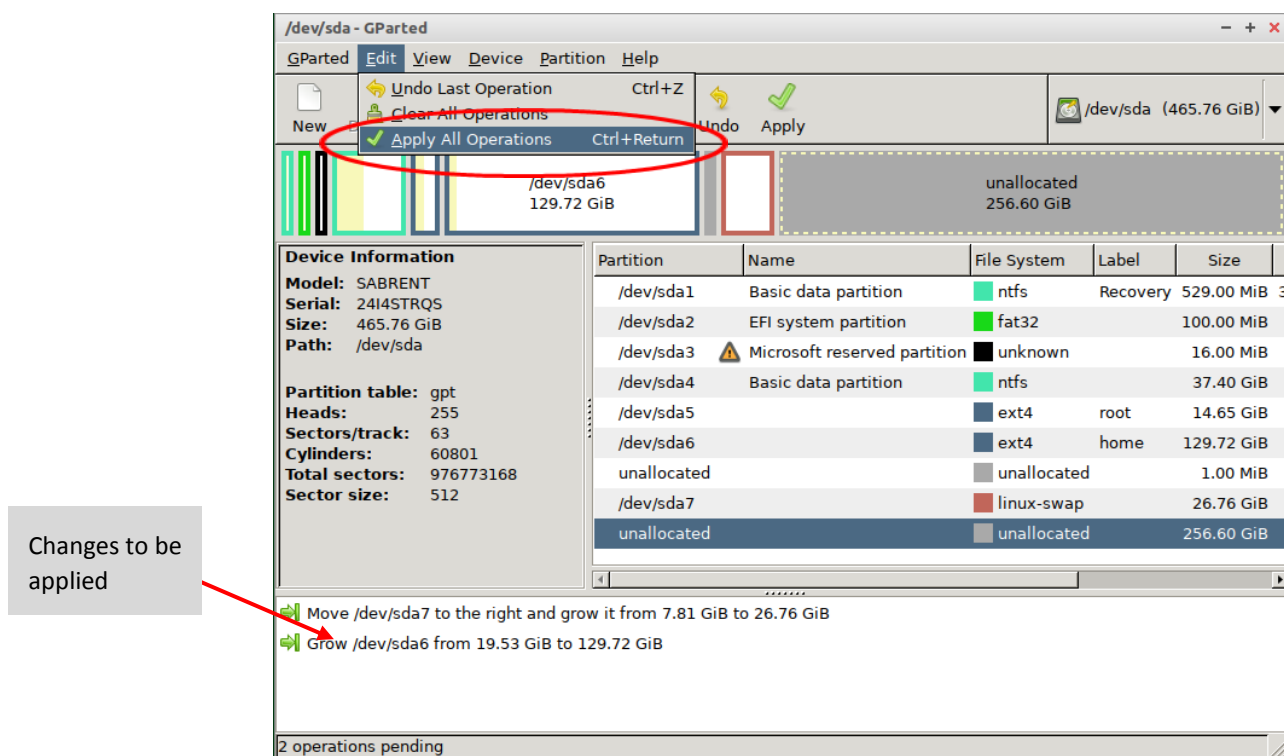 /dev/sda - GParted
GParted Edit View Device Partition Help
Undo Last Operation Ctrl+Z
Clear All Operations
Apply All Operations Ctrl+Return
New
Undo
Apply
/dev/sda (465.76 GiB)
/dev/sda6
129.72 GiB
unallocated
256.60 GiB
Device Information
Model: SABRENT
Serial: 24I4STRQS
Size: 465.76 GiB
Path: /dev/sda
Partition table: gpt
Heads: 255
Sectors/track: 63
Cylinders: 60801
Total sectors: 976773168
Sector size: 512
Partition Name File System Label Size
/dev/sda1 Basic data partition ntfs Recovery 529.00 MiB
/dev/sda2 EFI system partition fat32 100.00 MiB
/dev/sda3 Microsoft reserved partition unknown 16.00 MiB
/dev/sda4 Basic data partition ntfs 37.40 GiB
/dev/sda5 ext4 root 14.65 GiB
/dev/sda6 ext4 home 129.72 GiB
unallocated unallocated 1.00 MiB
/dev/sda7 linux-swap 26.76 GiB
unallocated unallocated 256.60 GiB
Changes to be
applied
Move /dev/sda7 to the right and grow it from 7.81 GiB to 26.76 GiB
Grow /dev/sda6 from 19.53 GiB to 129.72 GiB
2 operations pending